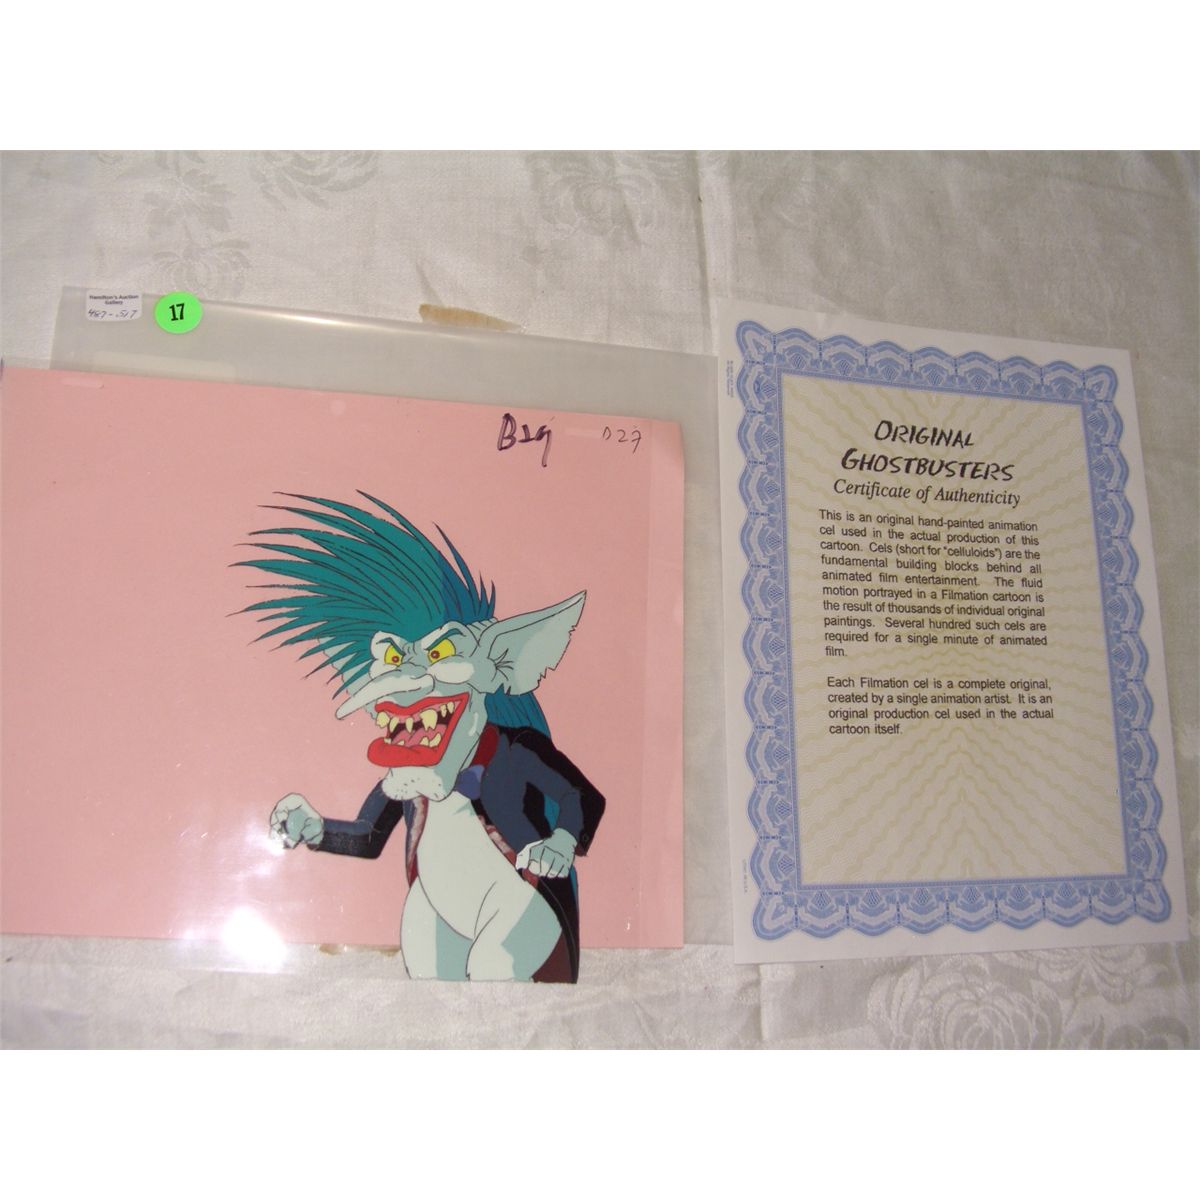 Hamilton's Auction
Gallery
487-517
17
Big
D27
ORIGINAL
GHOSTBUSTERS
Certificate of Authenticity
This is an original hand-painted animation
cel used in the actual production of this
cartoon. Cels (short for "celluloids") are the
fundamental building blocks behind all
animated film entertainment. The fluid
motion portrayed in a Filmation cartoon is
the result of thousands of individual original
paintings. Several hundred such cels are
required for a single minute of animated
film.
Each Filmation cel is a complete original,
created by a single animation artist. It is an
original production cel used in the actual
cartoon itself.